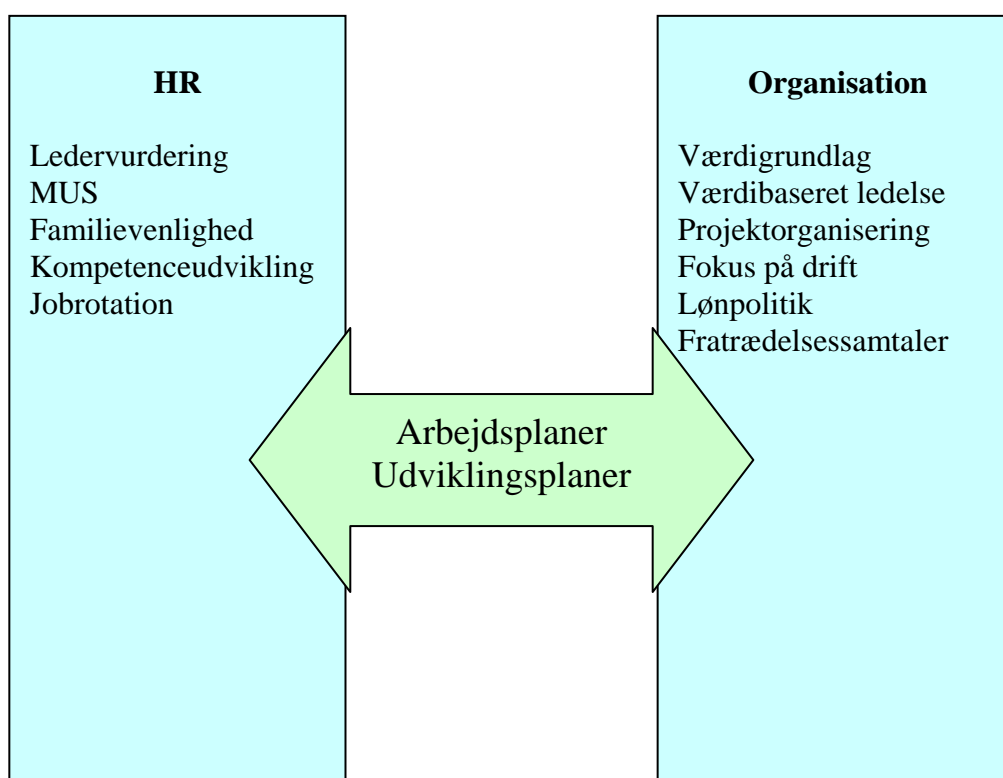 HR
Ledervurdering
MUS
Familievenlighed
Kompetenceudvikling
Jobrotation
Organisation
Værdigrundlag
Værdibaseret ledelse
Projektorganisering
Fokus på drift
Lønpolitik
Fratrædelsessamtaler
Arbejdsplaner
Udviklingsplaner